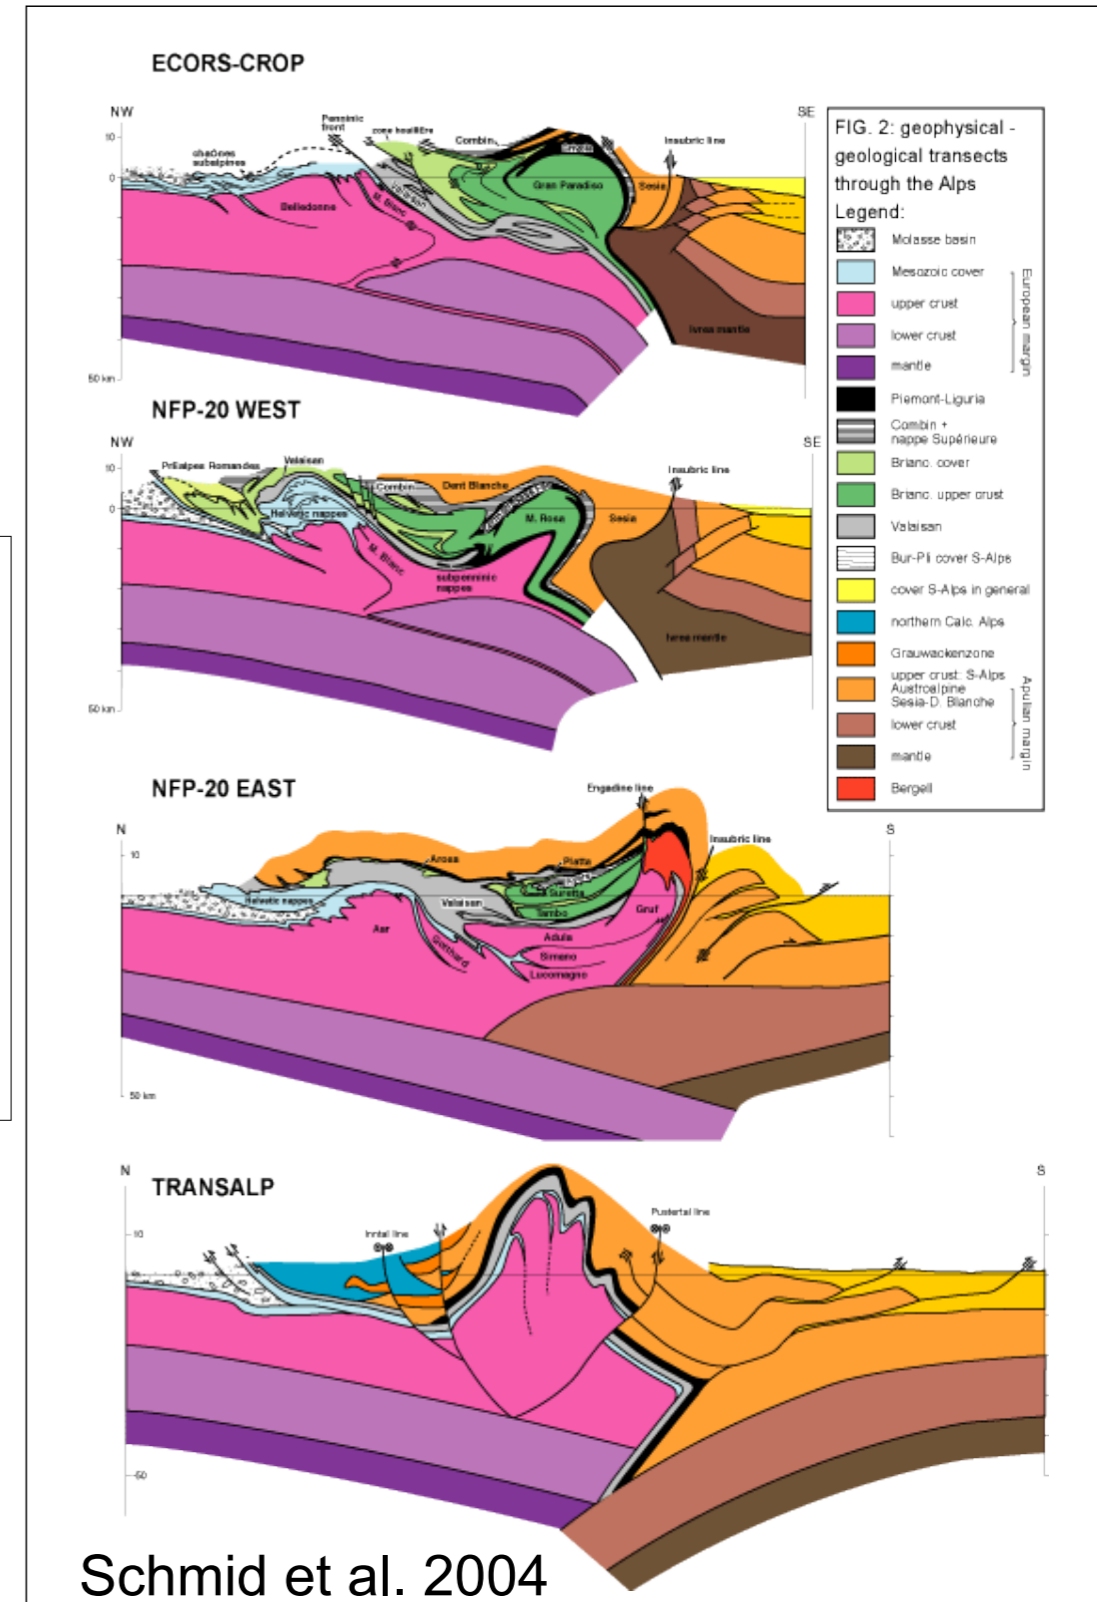 ECORS-CROP
NW
SE
Penninic
front
zone houillère
Combin
Insubric line
chaînes
subalpines
10
0
Valaisan
Gran Paradiso
Sesia
Belledonne
M. Blanc
Ivrea mantle
50 km
NFP-20 WEST
NW
SE
PrEalpes Romandes
Valaisan
Insubric line
10
0
Combin
Dent Blanche
Helvetic nappes
M. Rosa
Sesia
M. Blanc
subpenninic
nappes
Ivrea mantle
50 km
NFP-20 EAST
Engadine line
N
S
Insubric line
10
Arosa
Platta
Helvetic nappes
Suretta
Valaisan
Tambo
Gruf
Aar
Gotthard
Adula
Simano
Lucomagno
50 km
N
S
TRANSALP
Inntal line
Pustertal line
10
50
FIG. 2: geophysical -
geological transects
through the Alps
Legend:
Molasse basin
Mesozoic cover
upper crust
lower crust
mantle
European margin
Piemont-Liguria
Combin +
nappe Supérieure
Brianc. cover
Brianc. upper crust
Valaisan
Bur-Pli cover S-Alps
cover S-Alps in general
northern Calc. Alps
Grauwackenzone
upper crust: S-Alps
Austroalpine
Sesia-D. Blanche
lower crust
mantle
Apulian margin
Bergell
Schmid et al. 2004